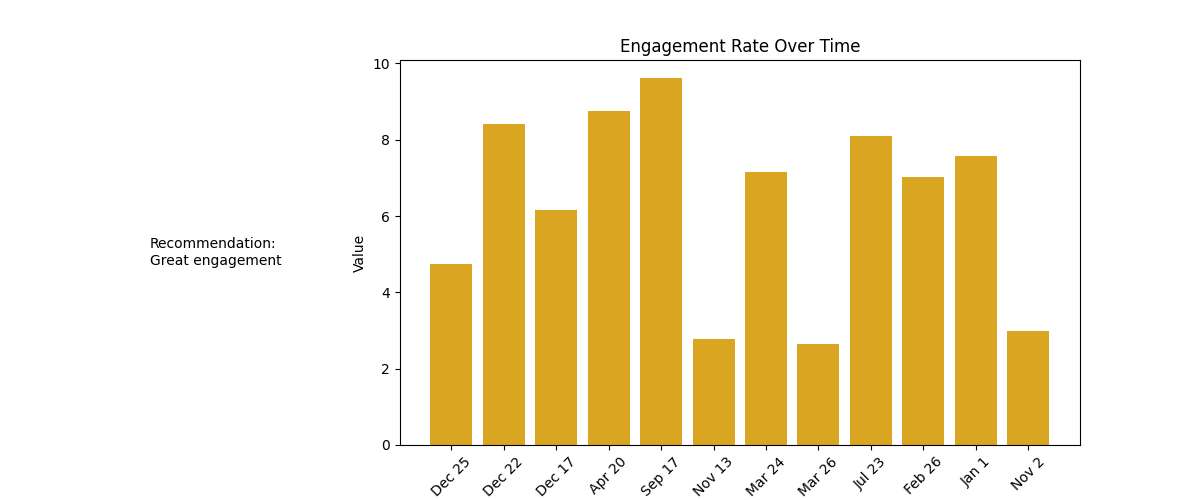 Engagement Rate Over Time
Recommendation:
Great engagement
Value
10
8
6
4
2
0
Dec 25
Dec 22
Dec 17
Apr 20
Sep 17
Nov 13
Mar 24
Mar 26
Jul 23
Feb 26
Jan 1
Nov 2